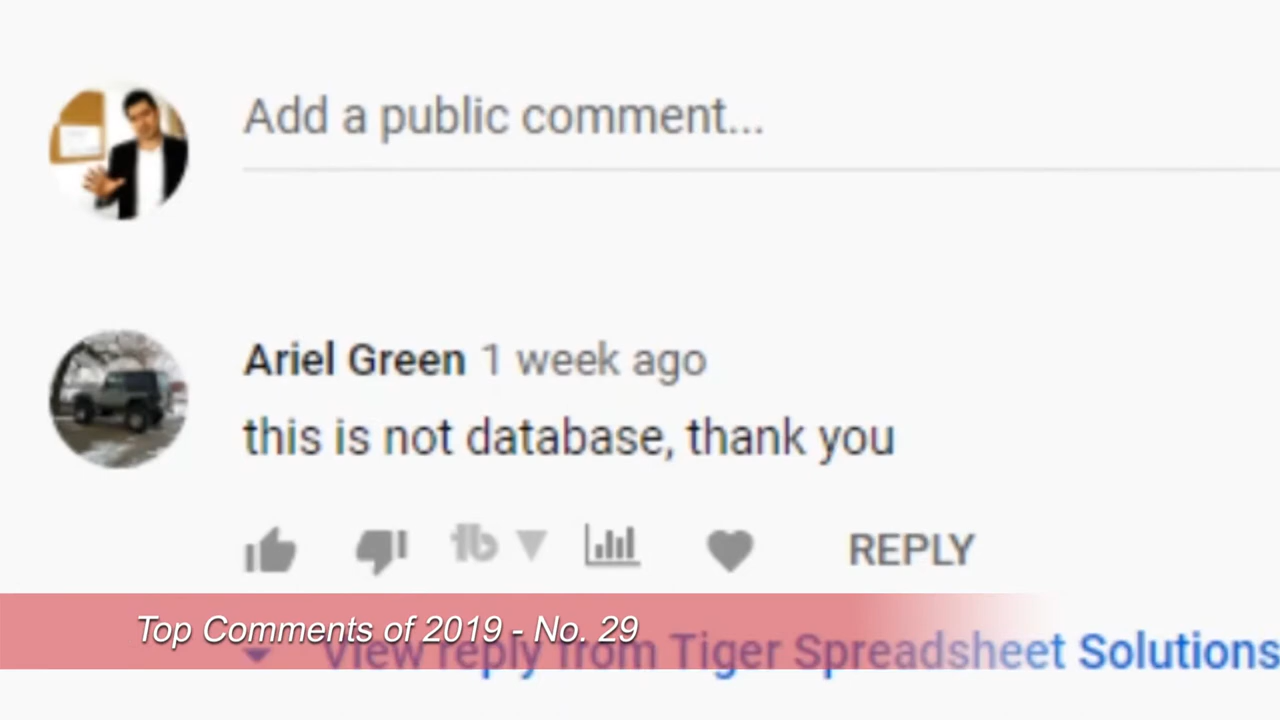 Add a public comment...
Ariel Green 1 week ago
this is not database, thank you
tb
REPLY
Top Comments of 2019 - No. 29
View reply from Tiger Spreadsheet Solutions